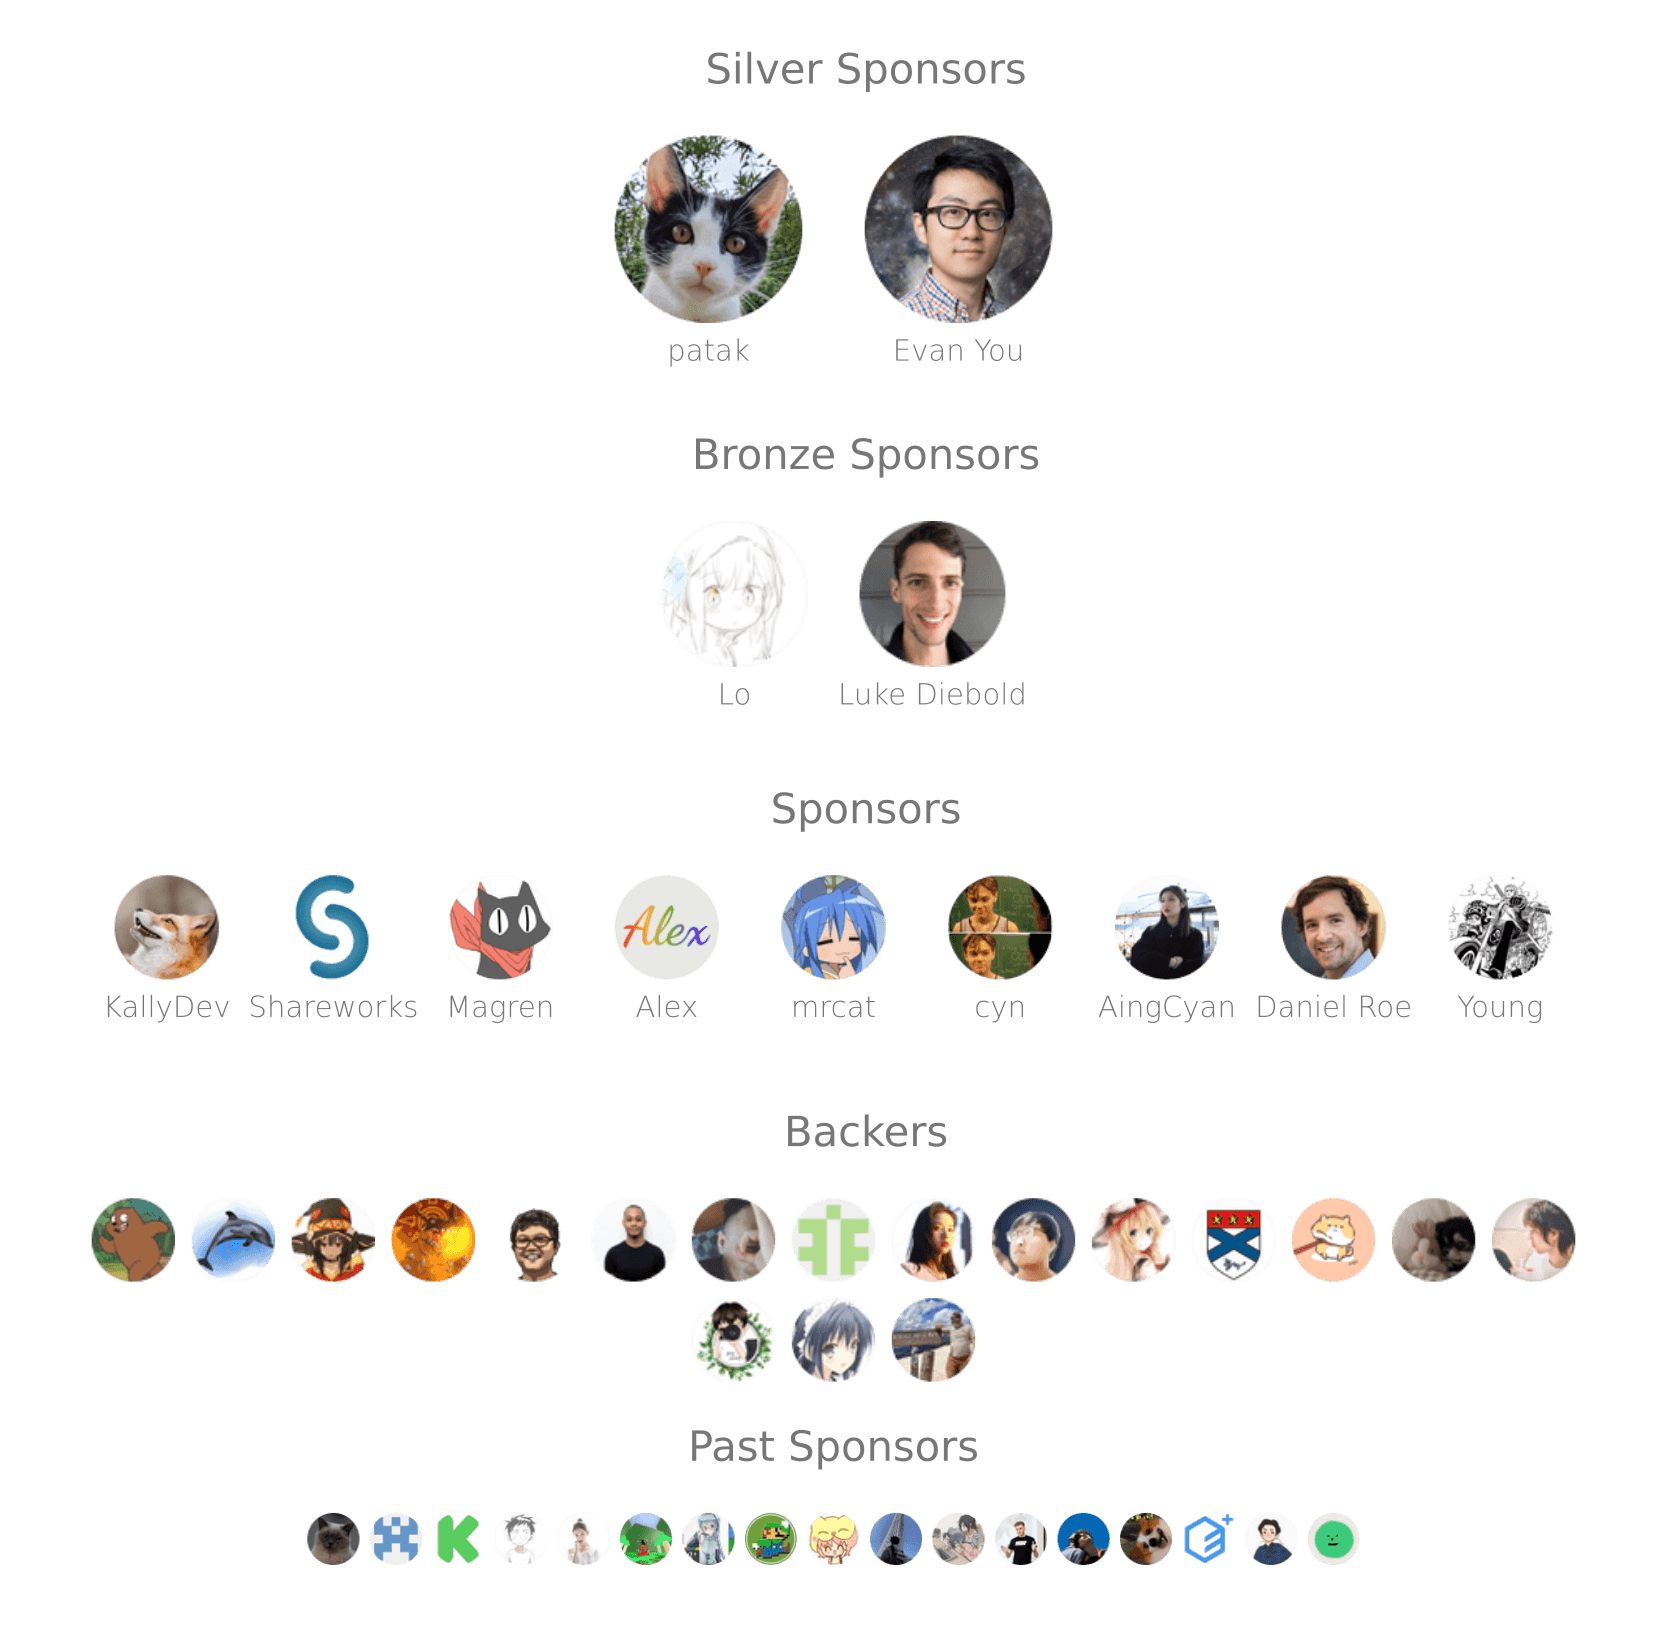 Silver Sponsors
patak Evan You
Bronze Sponsors
Lo Luke Diebold
Sponsors
Alex
KallyDev Shareworks Magren Alex mrcat cyn AingCyan Daniel Roe Young
Backers
Past Sponsors